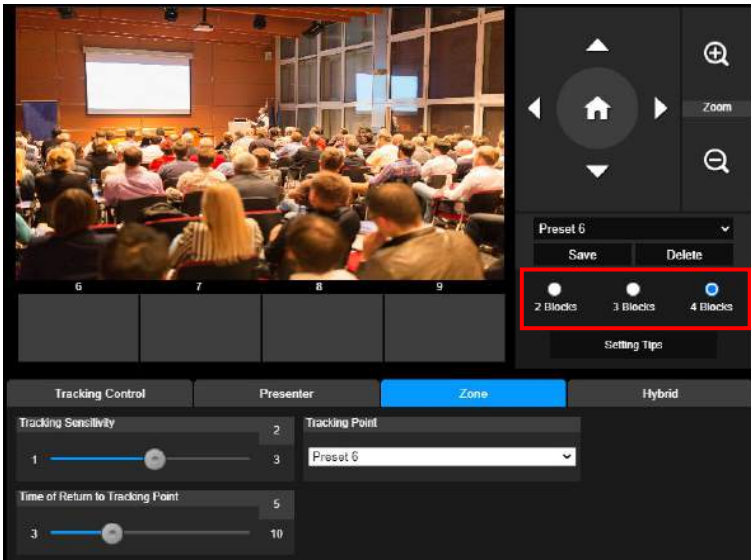 Zoom
Preset 6
Save Delete
2 Blocks 3 Blocks 4 Blocks
Setting Tips
6 7 8 9
Tracking Control Presenter Zone Hybrid
Tracking Sensitivity 2
1 3
Tracking Point
Preset 6
Time of Return to Tracking Point 5
3 10